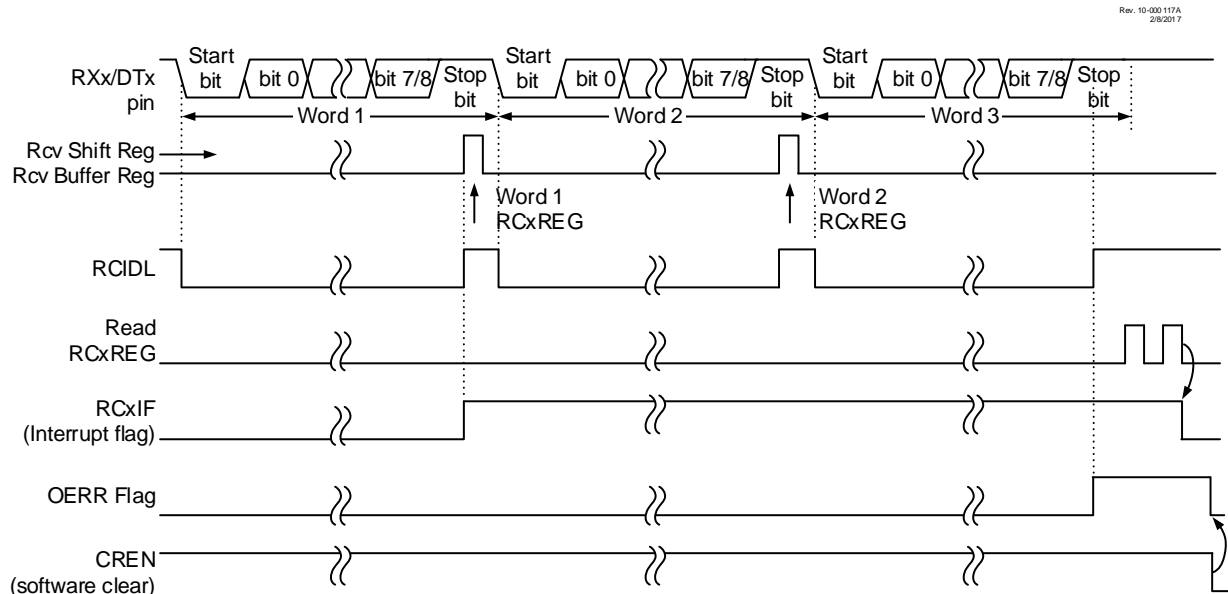 Rev. 10-000117A
2/8/2017
RXx/DTx
pin
Start
bit
bit 0
bit 7/8
Stop
bit
Start
bit
bit 0
bit 7/8
Stop
bit
Start
bit
bit 0
bit 7/8
Stop
bit
Word 1
Word 2
Word 3
Rcv Shift Reg
Rcv Buffer Reg
Word 1
RCxREG
Word 2
RCxREG
RCIDL
Read
RCxREG
RCxIF
(Interrupt flag)
OERR Flag
CREN
(software clear)